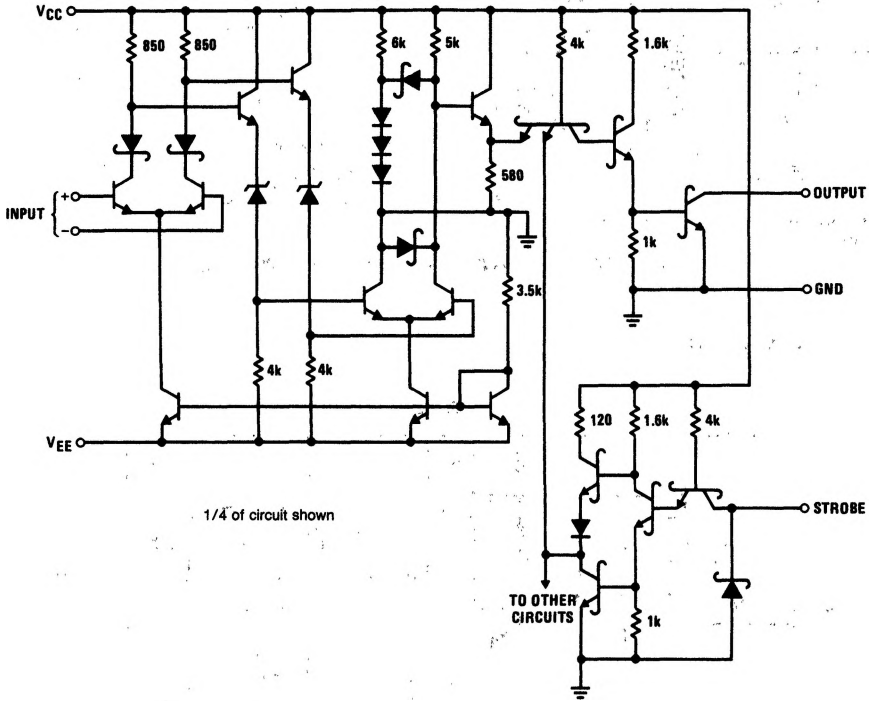 VCC
850
850
6k
5k
4k
1.6k
580
INPUT
+
−
OUTPUT
1k
GND
3.5k
4k
4k
VEE
120
1.6k
4k
STROBE
1/4 of circuit shown
TO OTHER
CIRCUITS
1k